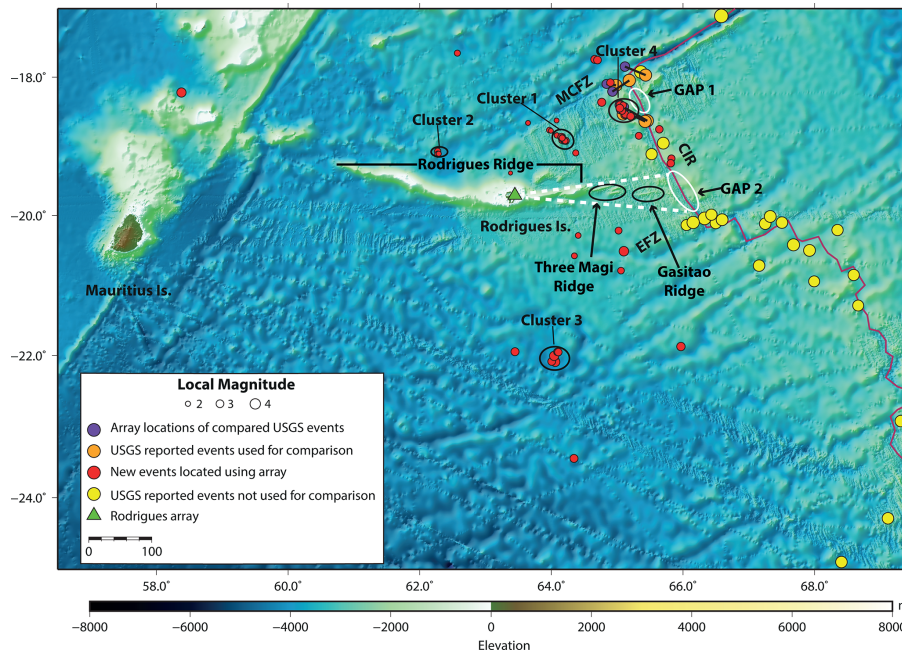 −18.0˚
−20.0˚
−22.0˚
−24.0˚
Cluster 4
MCFZ
GAP 1
Cluster 1
Cluster 2
Rodrigues Ridge
CIR
GAP 2
Rodrigues Is.
EFZ
Three Magi
Ridge
Gasitao
Ridge
Mauritius Is.
Cluster 3
Local Magnitude
2 3 4
Array locations of compared USGS events
USGS reported events used for comparison
New events located using array
USGS reported events not used for comparison
Rodrigues array
0 100
58.0˚ 60.0˚ 62.0˚ 64.0˚ 66.0˚ 68.0˚
−8000 −6000 −4000 −2000 0 2000 4000 6000 8000
Elevation